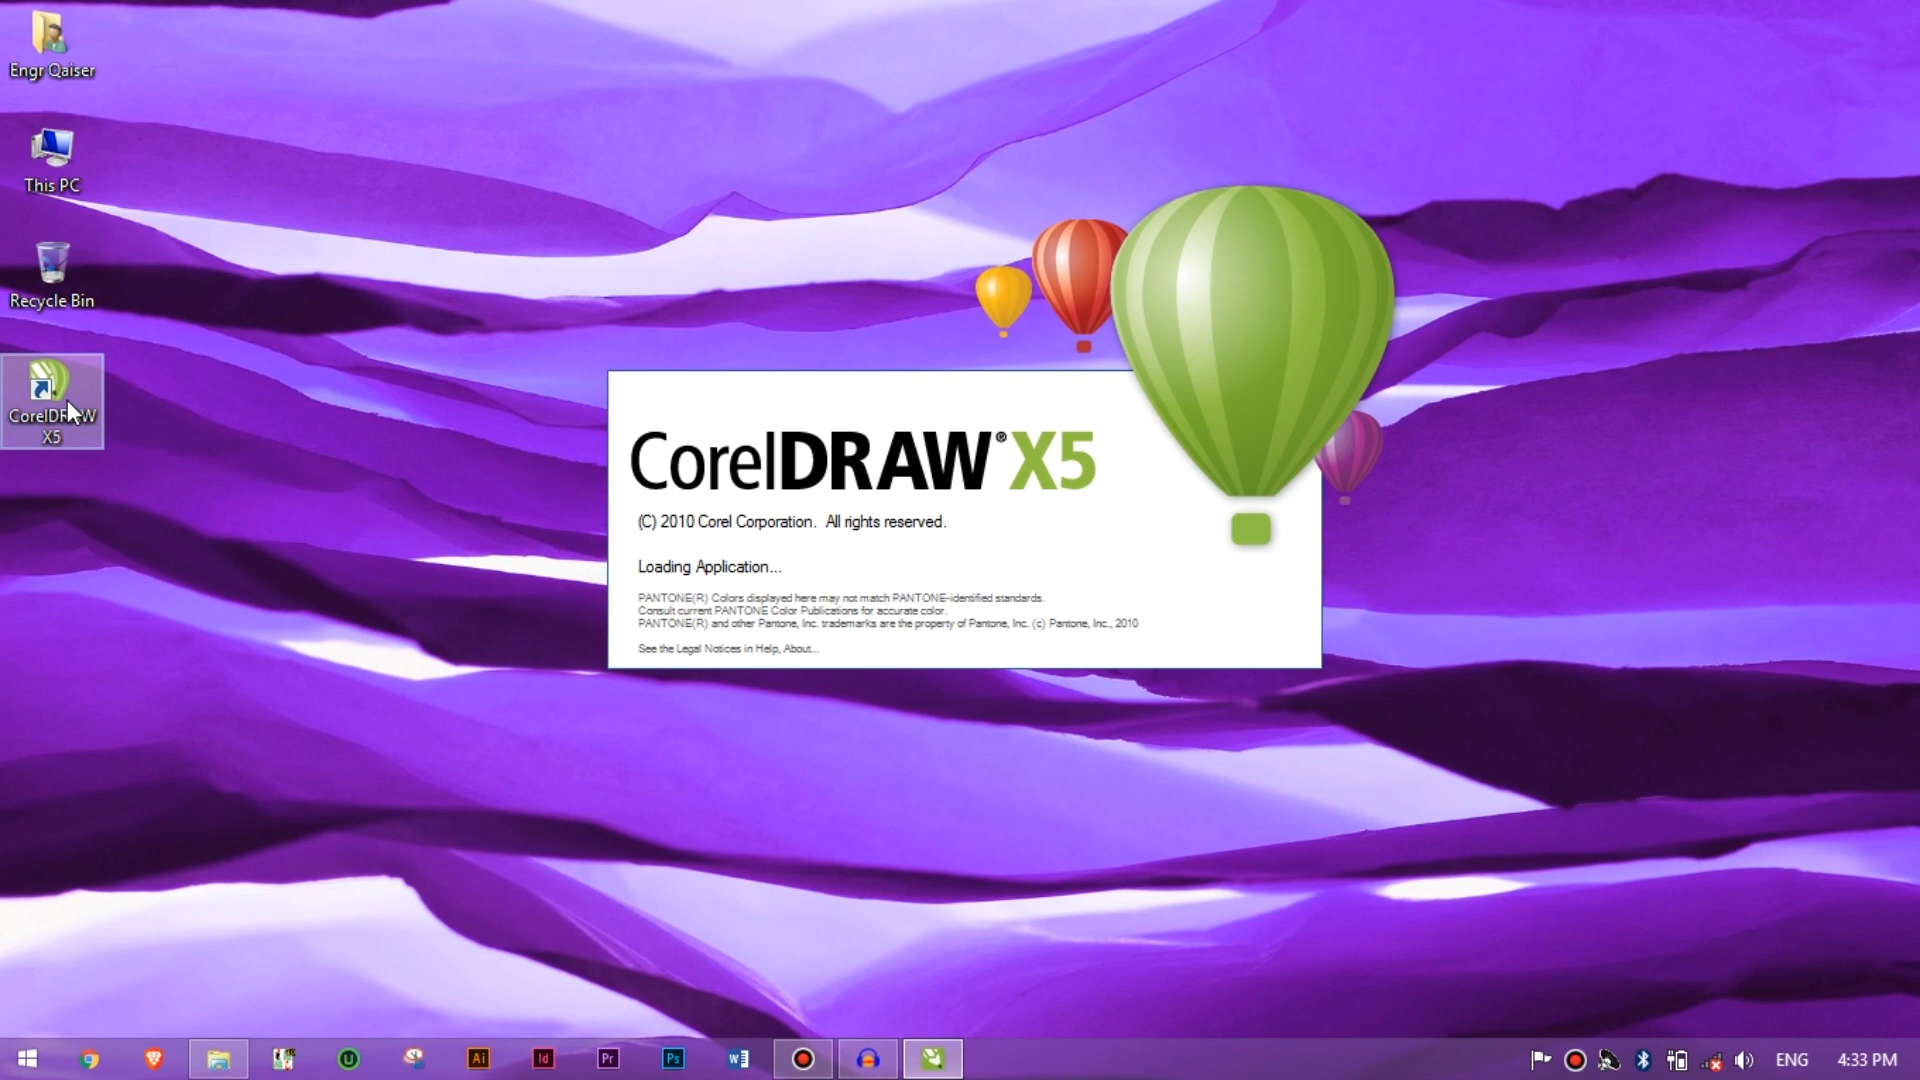 Engr Qaiser
This PC
Recycle Bin
CorelDRAW
X5
CorelDRAW® X5
(C) 2010 Corel Corporation.  All rights reserved.
Loading Application...
PANTONE(R) Colors displayed here may not match PANTONE-identified standards.
Consult current PANTONE Color Publications for accurate color.
PANTONE(R) and other Pantone, Inc. trademarks are the property of Pantone, Inc. (c) Pantone, Inc., 2010
See the Legal Notices in Help, About...
U Ai Id Pr Ps W ENG 4:33 PM